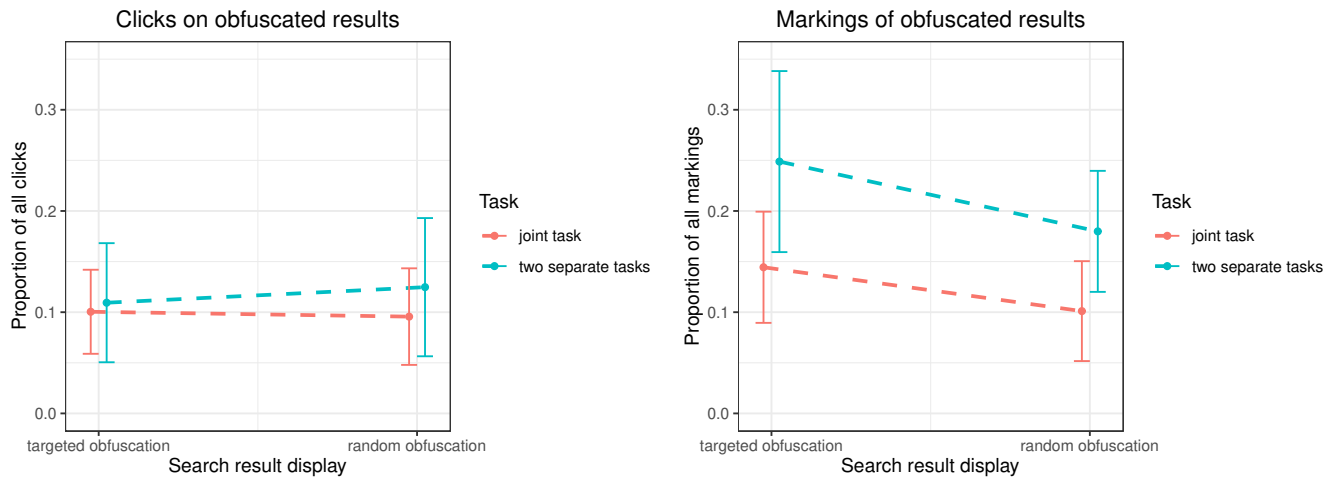 Clicks on obfuscated results
Proportion of all clicks
0.3
0.2
0.1
0.0
targeted obfuscation
random obfuscation
Search result display
Task
joint task
two separate tasks
Markings of obfuscated results
Proportion of all markings
0.3
0.2
0.1
0.0
targeted obfuscation
random obfuscation
Search result display
Task
joint task
two separate tasks